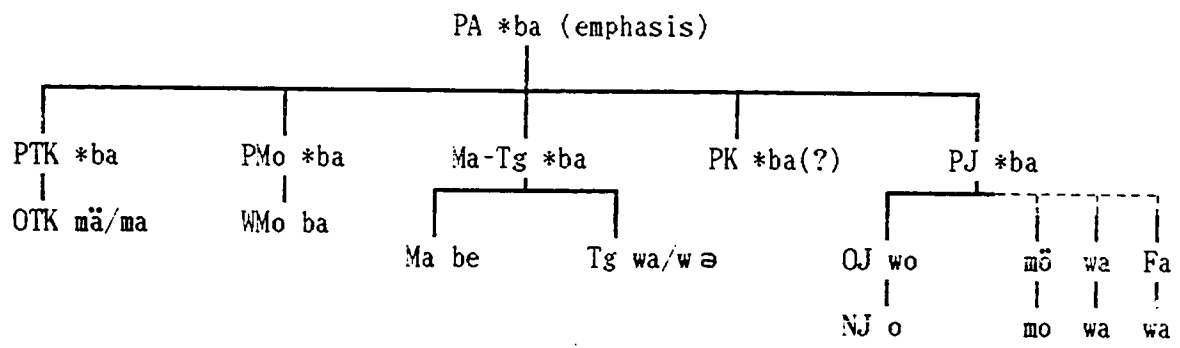 PA *ba (emphasis)
PTK *ba PMo *ba Ma-Tg *ba PK *ba(?) PJ *ba
OTK mä/ma WMo ba
Ma be Tg wa/wə OJ wo mö wa Fa
NJ o mo wa wa